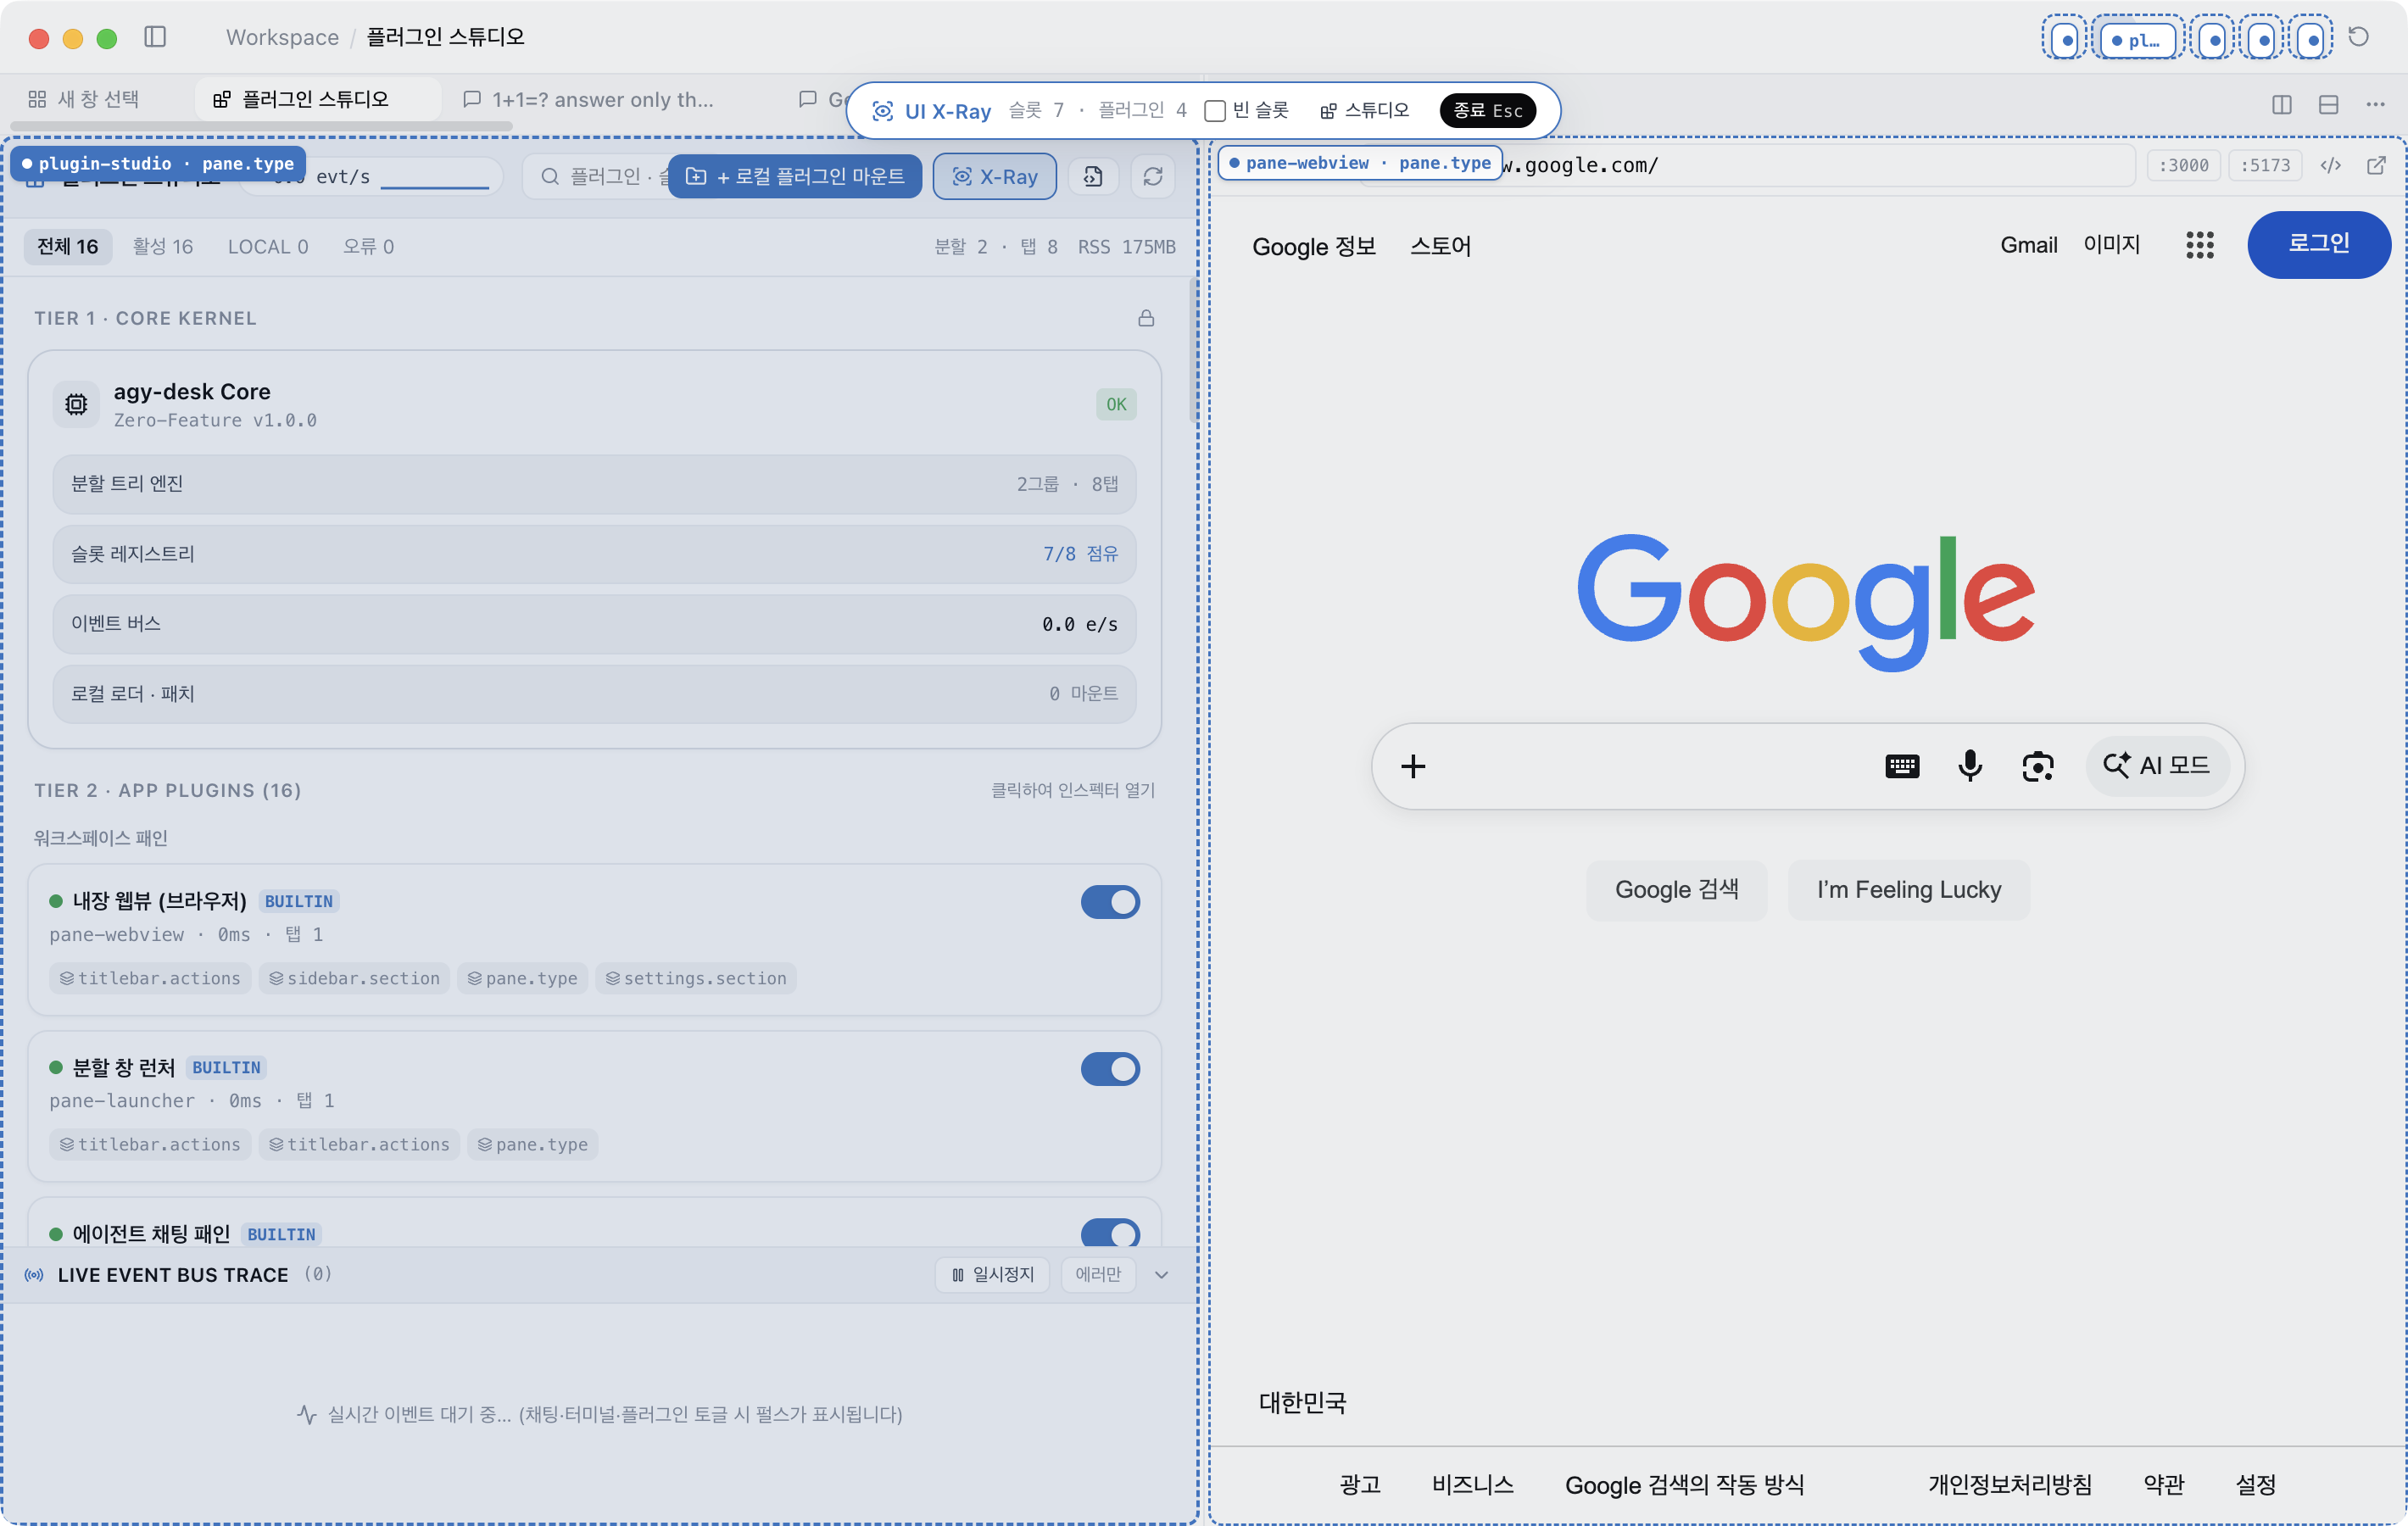 Workspace / 플러그인 스튜디오
pl…
새 창 선택
플러그인 스튜디오
1+1=? answer only th…
UI X-Ray 슬롯 7 · 플러그인 4 빈 슬롯 스튜디오 종료 Esc
plugin-studio · pane.type
evt/s
플러그인 ·
+ 로컬 플러그인 마운트
X-Ray
전체 16 활성 16 LOCAL 0 오류 0
분할 2 · 탭 8 RSS 175MB
TIER 1 · CORE KERNEL
agy-desk Core
Zero-Feature v1.0.0
OK
분할 트리 엔진 2그룹 · 8탭
슬롯 레지스트리 7/8 점유
이벤트 버스 0.0 e/s
로컬 로더 · 패치 0 마운트
TIER 2 · APP PLUGINS (16) 클릭하여 인스펙터 열기
워크스페이스 패인
내장 웹뷰 (브라우저) BUILTIN
pane-webview · 0ms · 탭 1
titlebar.actions sidebar.section pane.type settings.section
분할 창 런처 BUILTIN
pane-launcher · 0ms · 탭 1
titlebar.actions titlebar.actions pane.type
에이전트 채팅 패인 BUILTIN
LIVE EVENT BUS TRACE (0) 일시정지 에러만
실시간 이벤트 대기 중... (채팅·터미널·플러그인 토글 시 펄스가 표시됩니다)
pane-webview · pane.type
w.google.com/
:3000 :5173
Google 정보 스토어
Gmail 이미지 로그인
Google
AI 모드
Google 검색 I'm Feeling Lucky
대한민국
광고 비즈니스 Google 검색의 작동 방식 개인정보처리방침 약관 설정